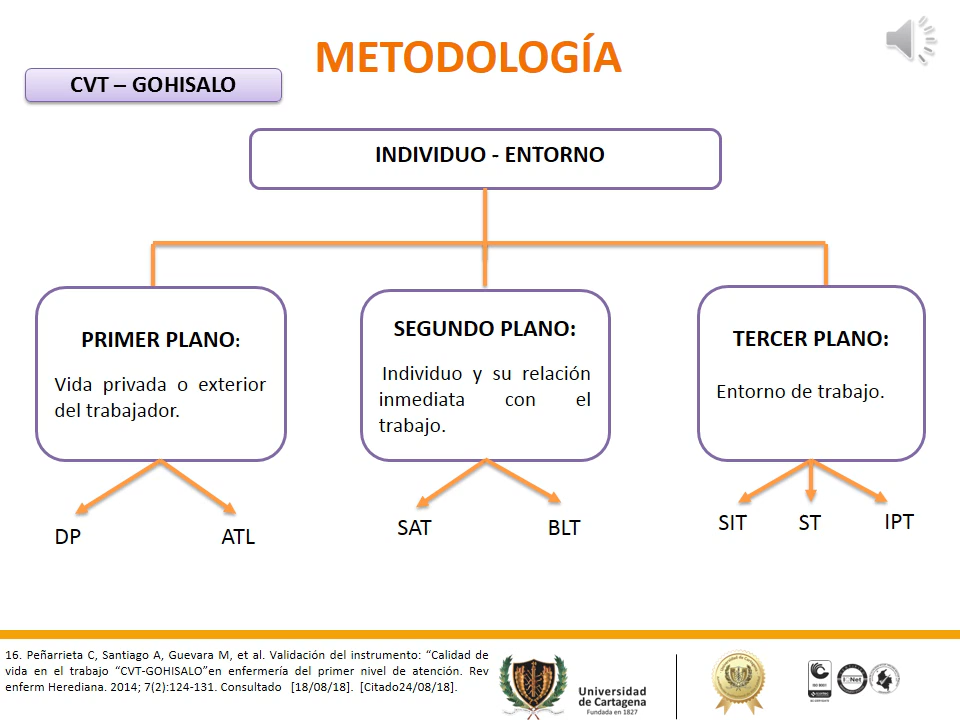 METODOLOGÍA
CVT – GOHISALO
INDIVIDUO - ENTORNO
PRIMER PLANO:
Vida privada o exterior
del trabajador.
SEGUNDO PLANO:
Individuo y su relación
inmediata con el
trabajo.
TERCER PLANO:
Entorno de trabajo.
DP
ATL
SAT
BLT
SIT
ST
IPT
16. Peñarrieta C, Santiago A, Guevara M, et al. Validación del instrumento: “Calidad de
vida en el trabajo “CVT-GOHISALO”en enfermería del primer nivel de atención. Rev
enferm Herediana. 2014; 7(2):124-131. Consultado [18/08/18]. [Citado24/08/18].
Universidad
de Cartagena
Fundada en 1827